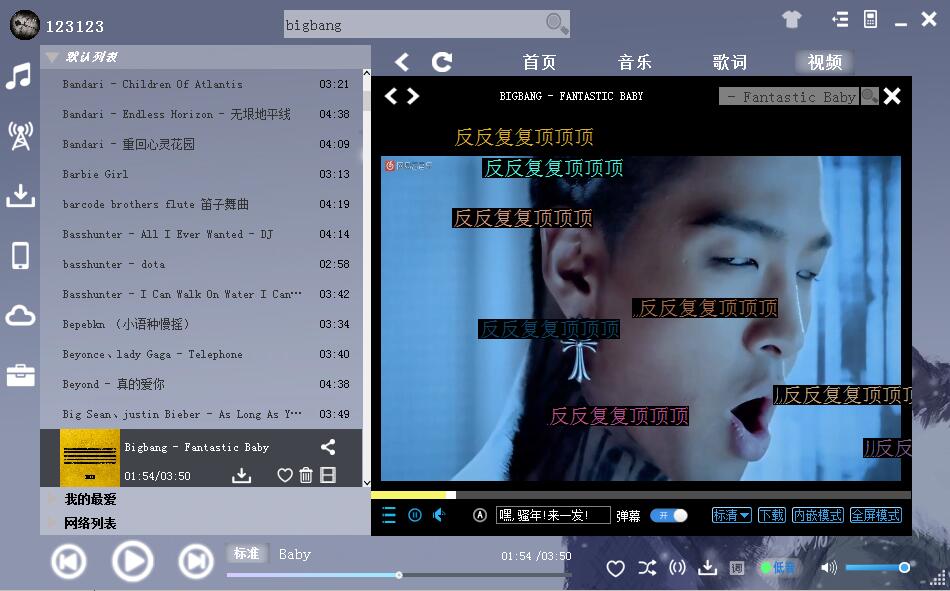 123123
bigbang
默认列表
Bandari - Children Of Atlantis 03:21
Bandari - Endless Horizon - 无垠地平线 04:38
Bandari - 重回心灵花园 04:09
Barbie Girl 03:13
barcode brothers flute 笛子舞曲 04:19
Basshunter - All I Ever Wanted - DJ 04:14
basshunter - dota 02:58
Basshunter - I Can Walk On Water I Can… 03:42
Bepebkn （小语种慢摇） 03:34
Beyonce、lady Gaga - Telephone 03:40
Beyond - 真的爱你 04:38
Big Sean、justin Bieber - As Long As Y… 03:49
Bigbang - Fantastic Baby
01:54/03:50
我的最爱
网络列表
首页 音乐 歌词 视频
BIGBANG - FANTASTIC BABY
- Fantastic Baby
反反复复顶顶顶
反反复复顶顶顶
反反复复顶顶顶
反反复复顶顶顶
反反复复顶顶顶
反反复复顶顶顶
反反复复顶顶顶
反反
A 嘿,骚年!来一发! 弹幕 开 标清 下载 内嵌模式 全屏模式
标准 Baby 01:54 /03:50
词 低音